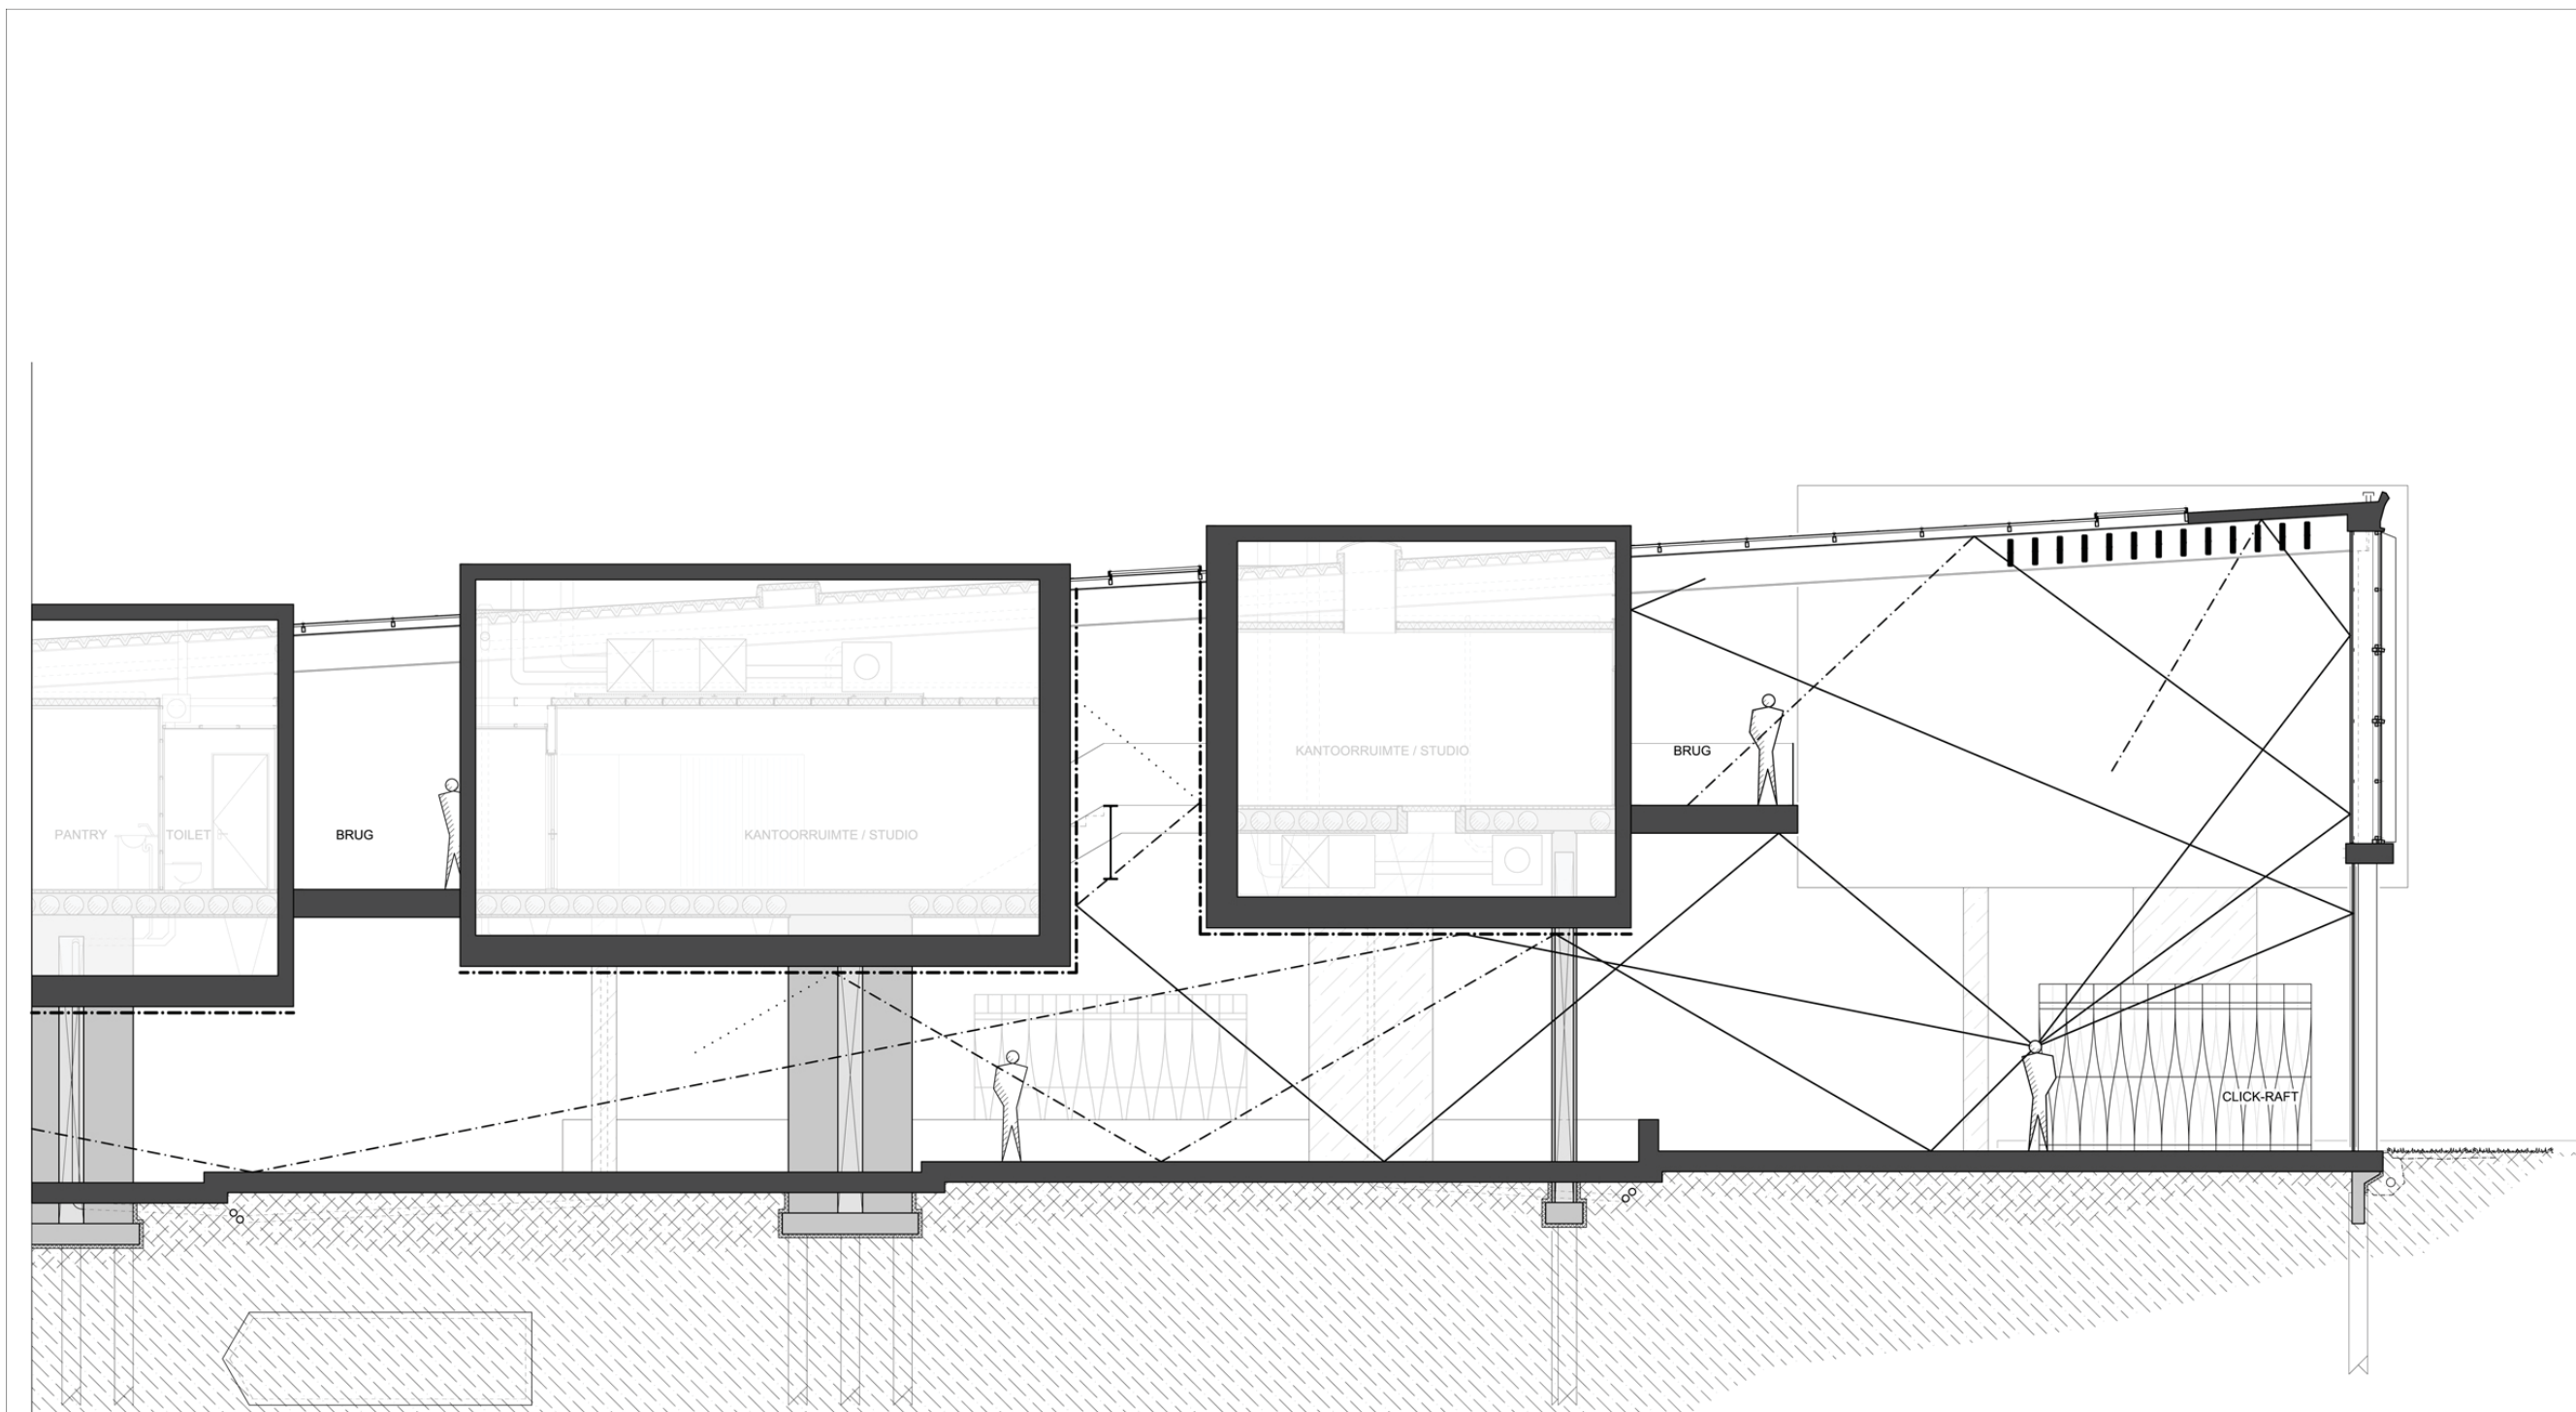 KANTOORRUIMTE / STUDIO
BRUG
PANTRY
TOILET
BRUG
KANTOORRUIMTE / STUDIO
CLICK-RAFT